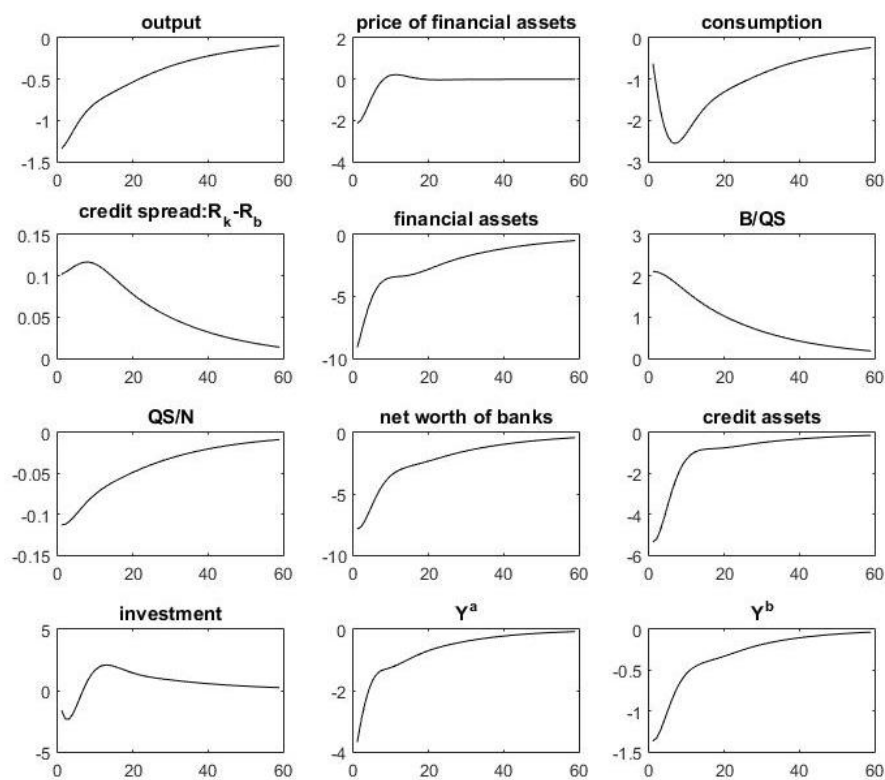 output
price of financial assets
consumption
0
-0.5
-1
-1.5
0 20 40 60
2
0
-2
-4
0 20 40 60
0
-1
-2
-3
0 20 40 60
credit spread:R_k-R_b
financial assets
B/QS
0.15
0.1
0.05
0
0 20 40 60
0
-5
-10
0 20 40 60
3
2
1
0
0 20 40 60
QS/N
net worth of banks
credit assets
0
-0.05
-0.1
-0.15
0 20 40 60
0
-5
-10
0 20 40 60
0
-2
-4
-6
0 20 40 60
investment
Y^a
Y^b
5
0
-5
0 20 40 60
0
-2
-4
0 20 40 60
0
-0.5
-1
-1.5
0 20 40 60